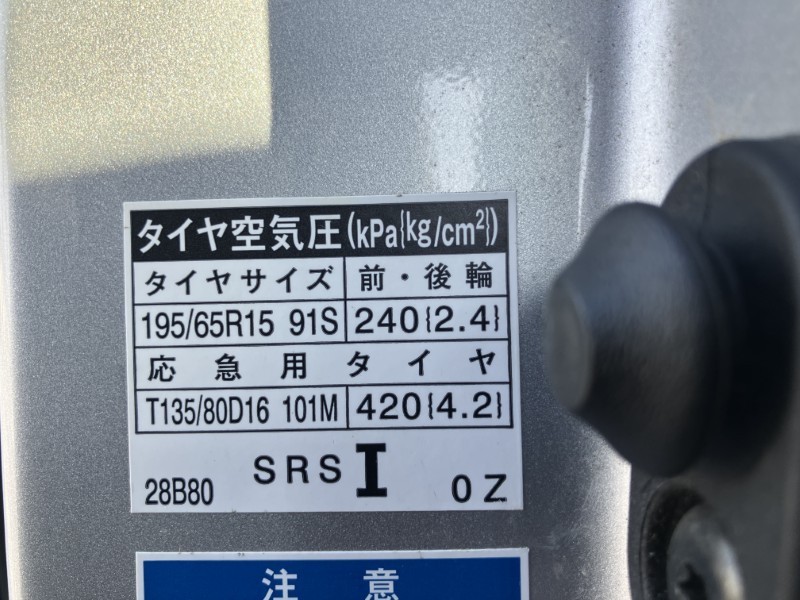 タイヤ空気圧(kPa{kg/cm²})
タイヤサイズ 前・後輪
195/65R15 91S 240{2.4}
応急用タイヤ
T135/80D16 101M 420{4.2}
28B80 SRS I 0Z
注意